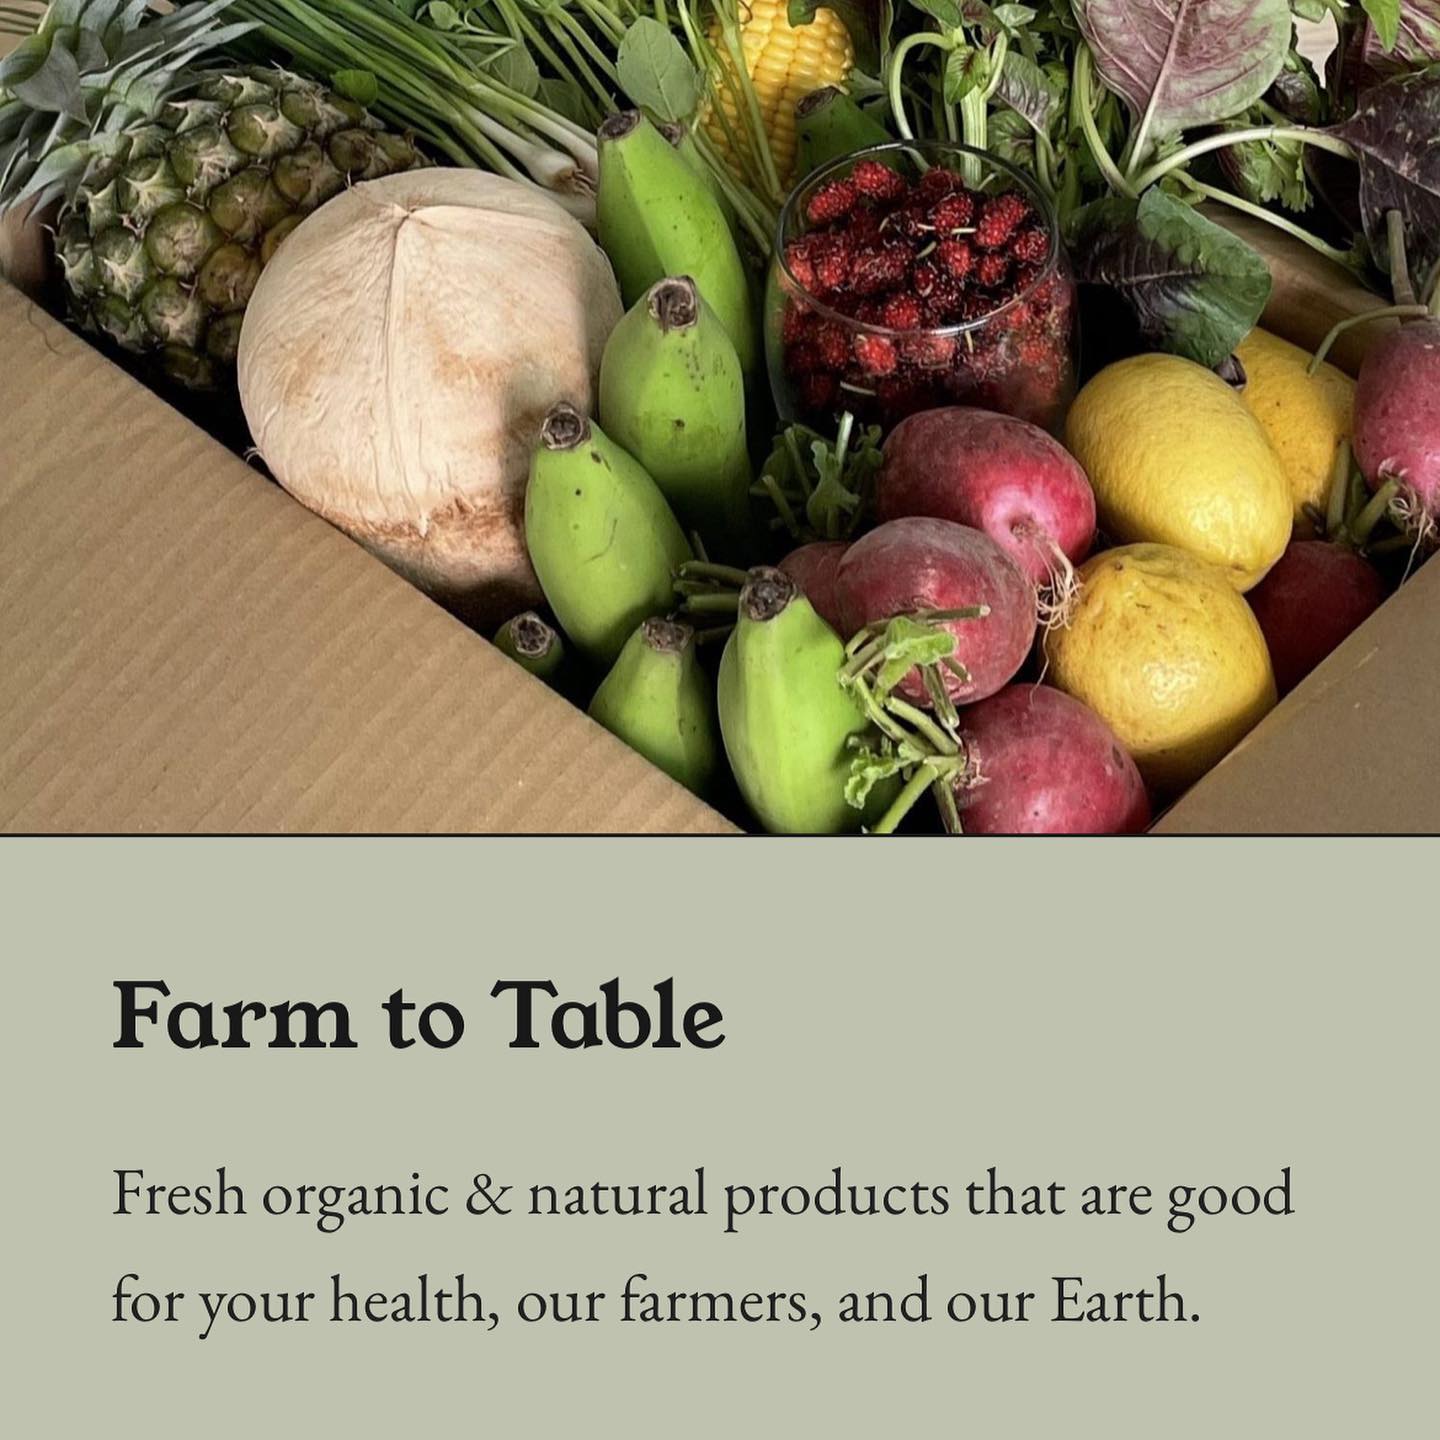 Farm to Table
Fresh organic & natural products that are good
for your health, our farmers, and our Earth.